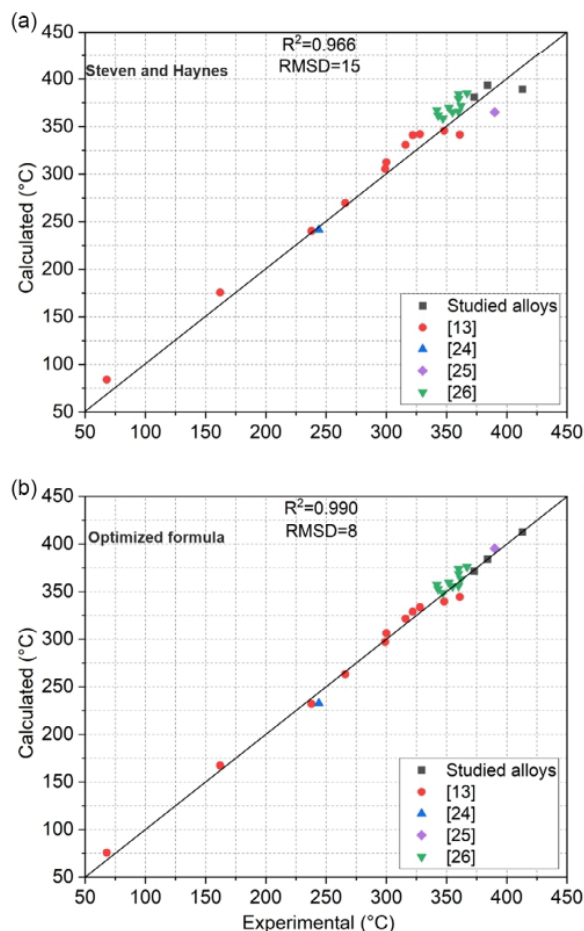 (a)
R²=0.966
RMSD=15
Steven and Haynes
450
400
350
300
250
200
150
100
50
Calculated (°C)
Studied alloys
[13]
[24]
[25]
[26]
50 100 150 200 250 300 350 400 450
(b)
R²=0.990
RMSD=8
Optimized formula
450
400
350
300
250
200
150
100
50
Calculated (°C)
Studied alloys
[13]
[24]
[25]
[26]
50 100 150 200 250 300 350 400 450
Experimental (°C)